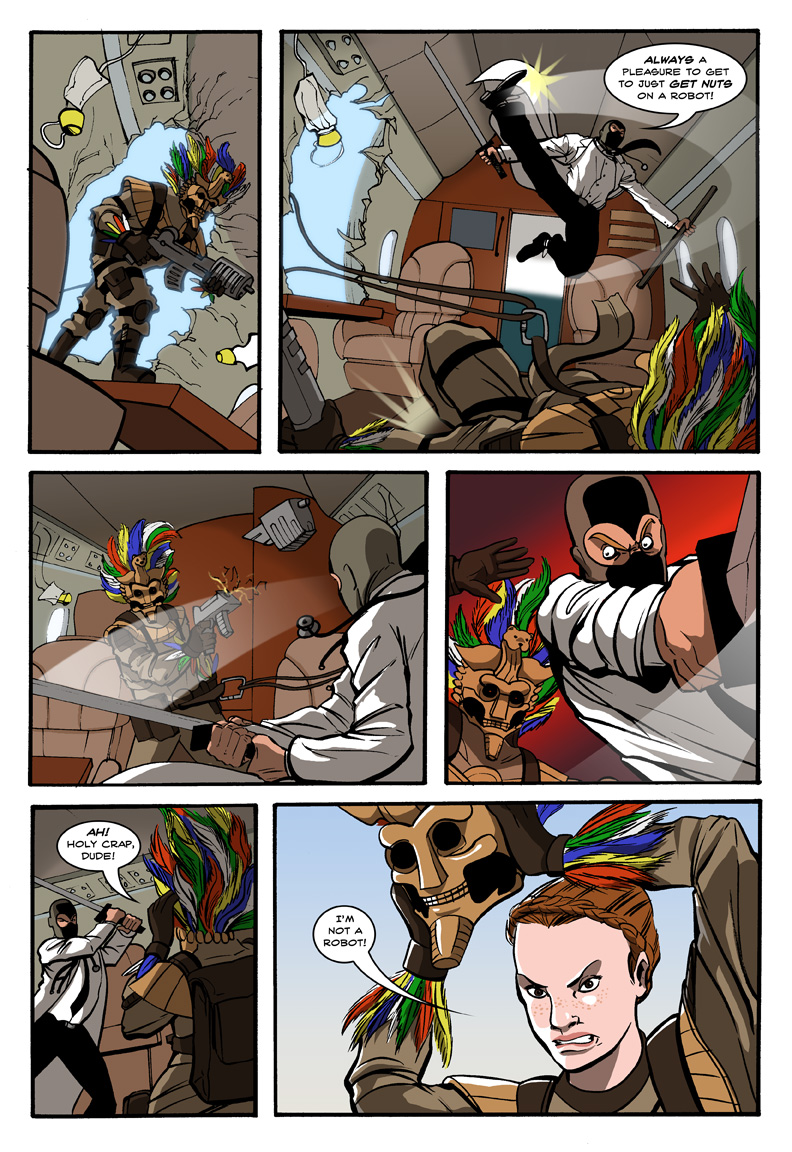 ALWAYS A
PLEASURE TO GET
TO JUST GET NUTS
ON A ROBOT!
AH!
HOLY CRAP,
DUDE!
I'M
NOT A
ROBOT!